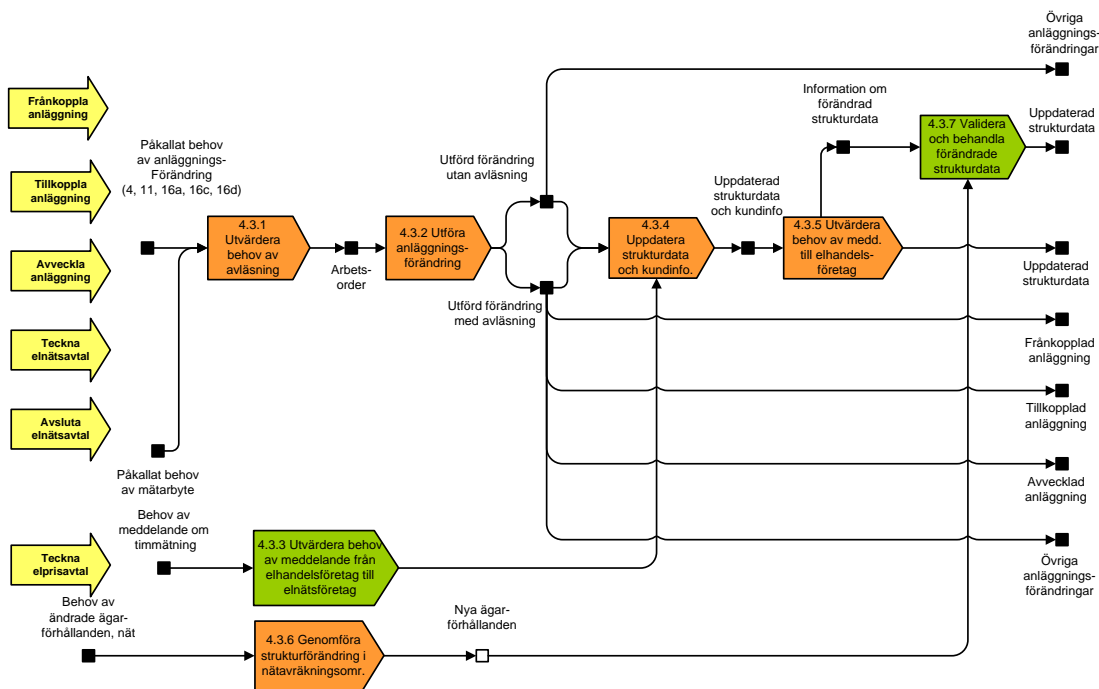 Övriga
anläggnings-
förändringar
Frånkoppla
anläggning
Information om
förändrad
strukturdata
4.3.7 Validera
och behandla
förändrade
strukturdata
Uppdaterad
strukturdata
Påkallat behov
av anläggnings-
Förändring
(4, 11, 16a, 16c, 16d)
Utförd förändring
utan avläsning
Tillkoppla
anläggning
Uppdaterad
strukturdata
och kundinfo
4.3.1
Utvärdera
behov av
avläsning
4.3.2 Utföra
anläggnings-
förändring
4.3.4
Uppdatera
strukturdata
och kundinfo.
4.3.5 Utvärdera
behov av medd.
till elhandels-
företag
Avveckla
anläggning
Arbets-
order
Uppdaterad
strukturdata
Utförd förändring
med avläsning
Teckna
elnätsavtal
Frånkopplad
anläggning
Tillkopplad
anläggning
Avsluta
elnätsavtal
Påkallat behov
av mätarbyte
Avvecklad
anläggning
Behov av
meddelande om
timmätning
4.3.3 Utvärdera behov
av meddelande från
elhandelsföretag till
elnätsföretag
Teckna
elprisavtal
Övriga
anläggnings-
förändringar
Behov av
ändrade ägar-
förhållanden, nät
Nya ägar-
förhållanden
4.3.6 Genomföra
strukturförändring i
nätavräkningsomr.